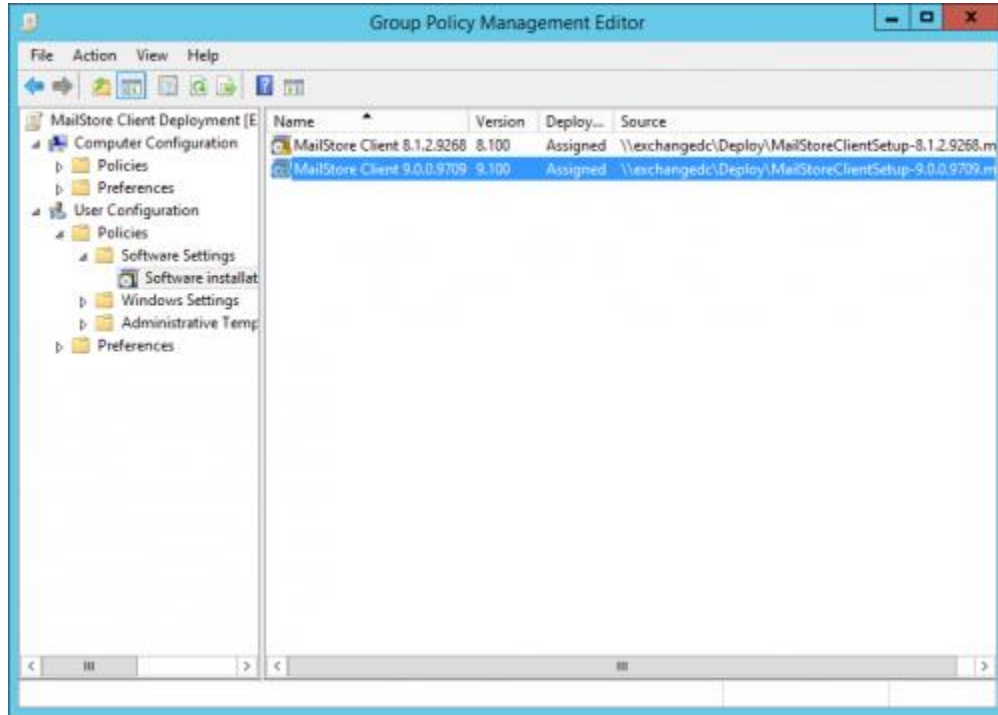 Group Policy Management Editor
File Action View Help
MailStore Client Deployment [E
Computer Configuration
Policies
Preferences
User Configuration
Policies
Software Settings
Software installat
Windows Settings
Administrative Temp
Preferences
Name Version Deploy... Source
MailStore Client 8.1.2.9268 8.100 Assigned \\exchangedc\Deploy\MailStoreClientSetup-8.1.2.9268.m
MailStore Client 9.0.0.9709 9.100 Assigned \\exchangedc\Deploy\MailStoreClientSetup-9.0.0.9709.m